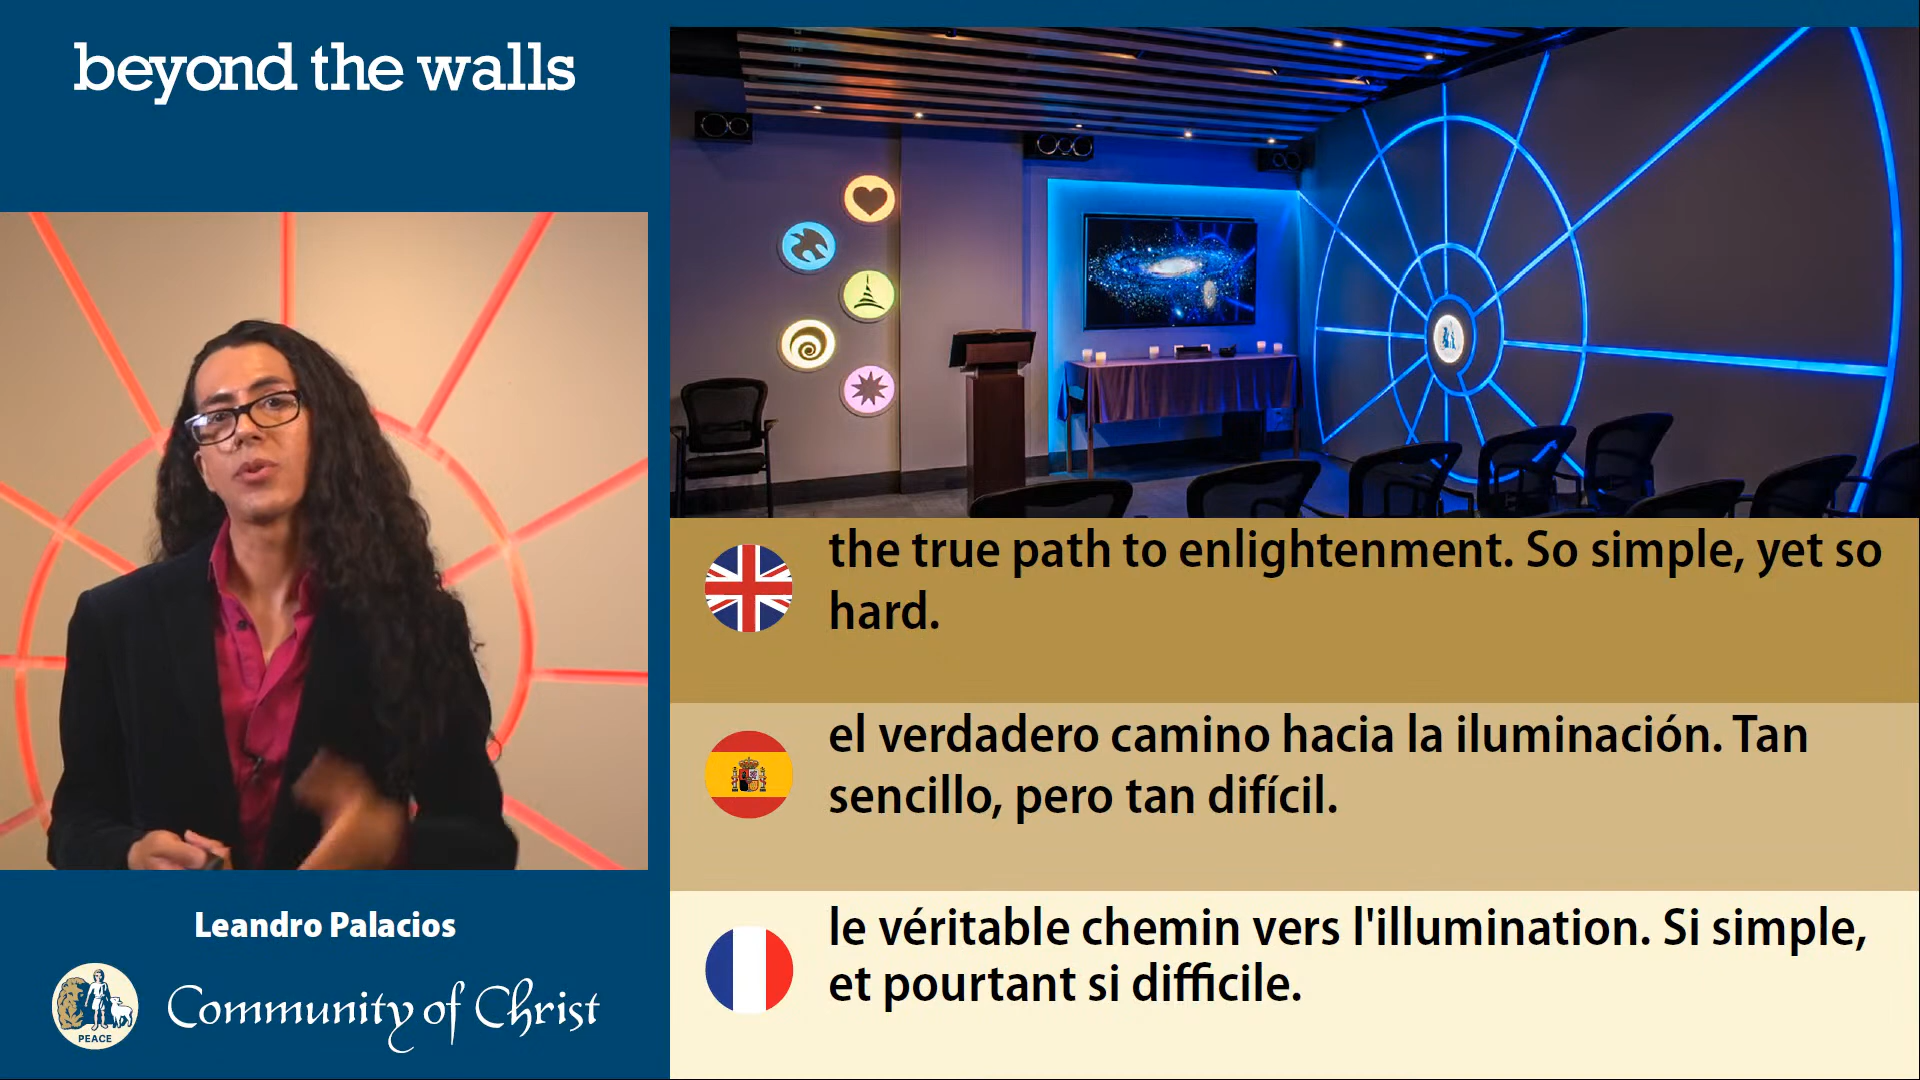 beyond the walls
the true path to enlightenment. So simple, yet so
hard.
el verdadero camino hacia la iluminación. Tan
sencillo, pero tan difícil.
le véritable chemin vers l'illumination. Si simple,
et pourtant si difficile.
Leandro Palacios
PEACE
Community of Christ